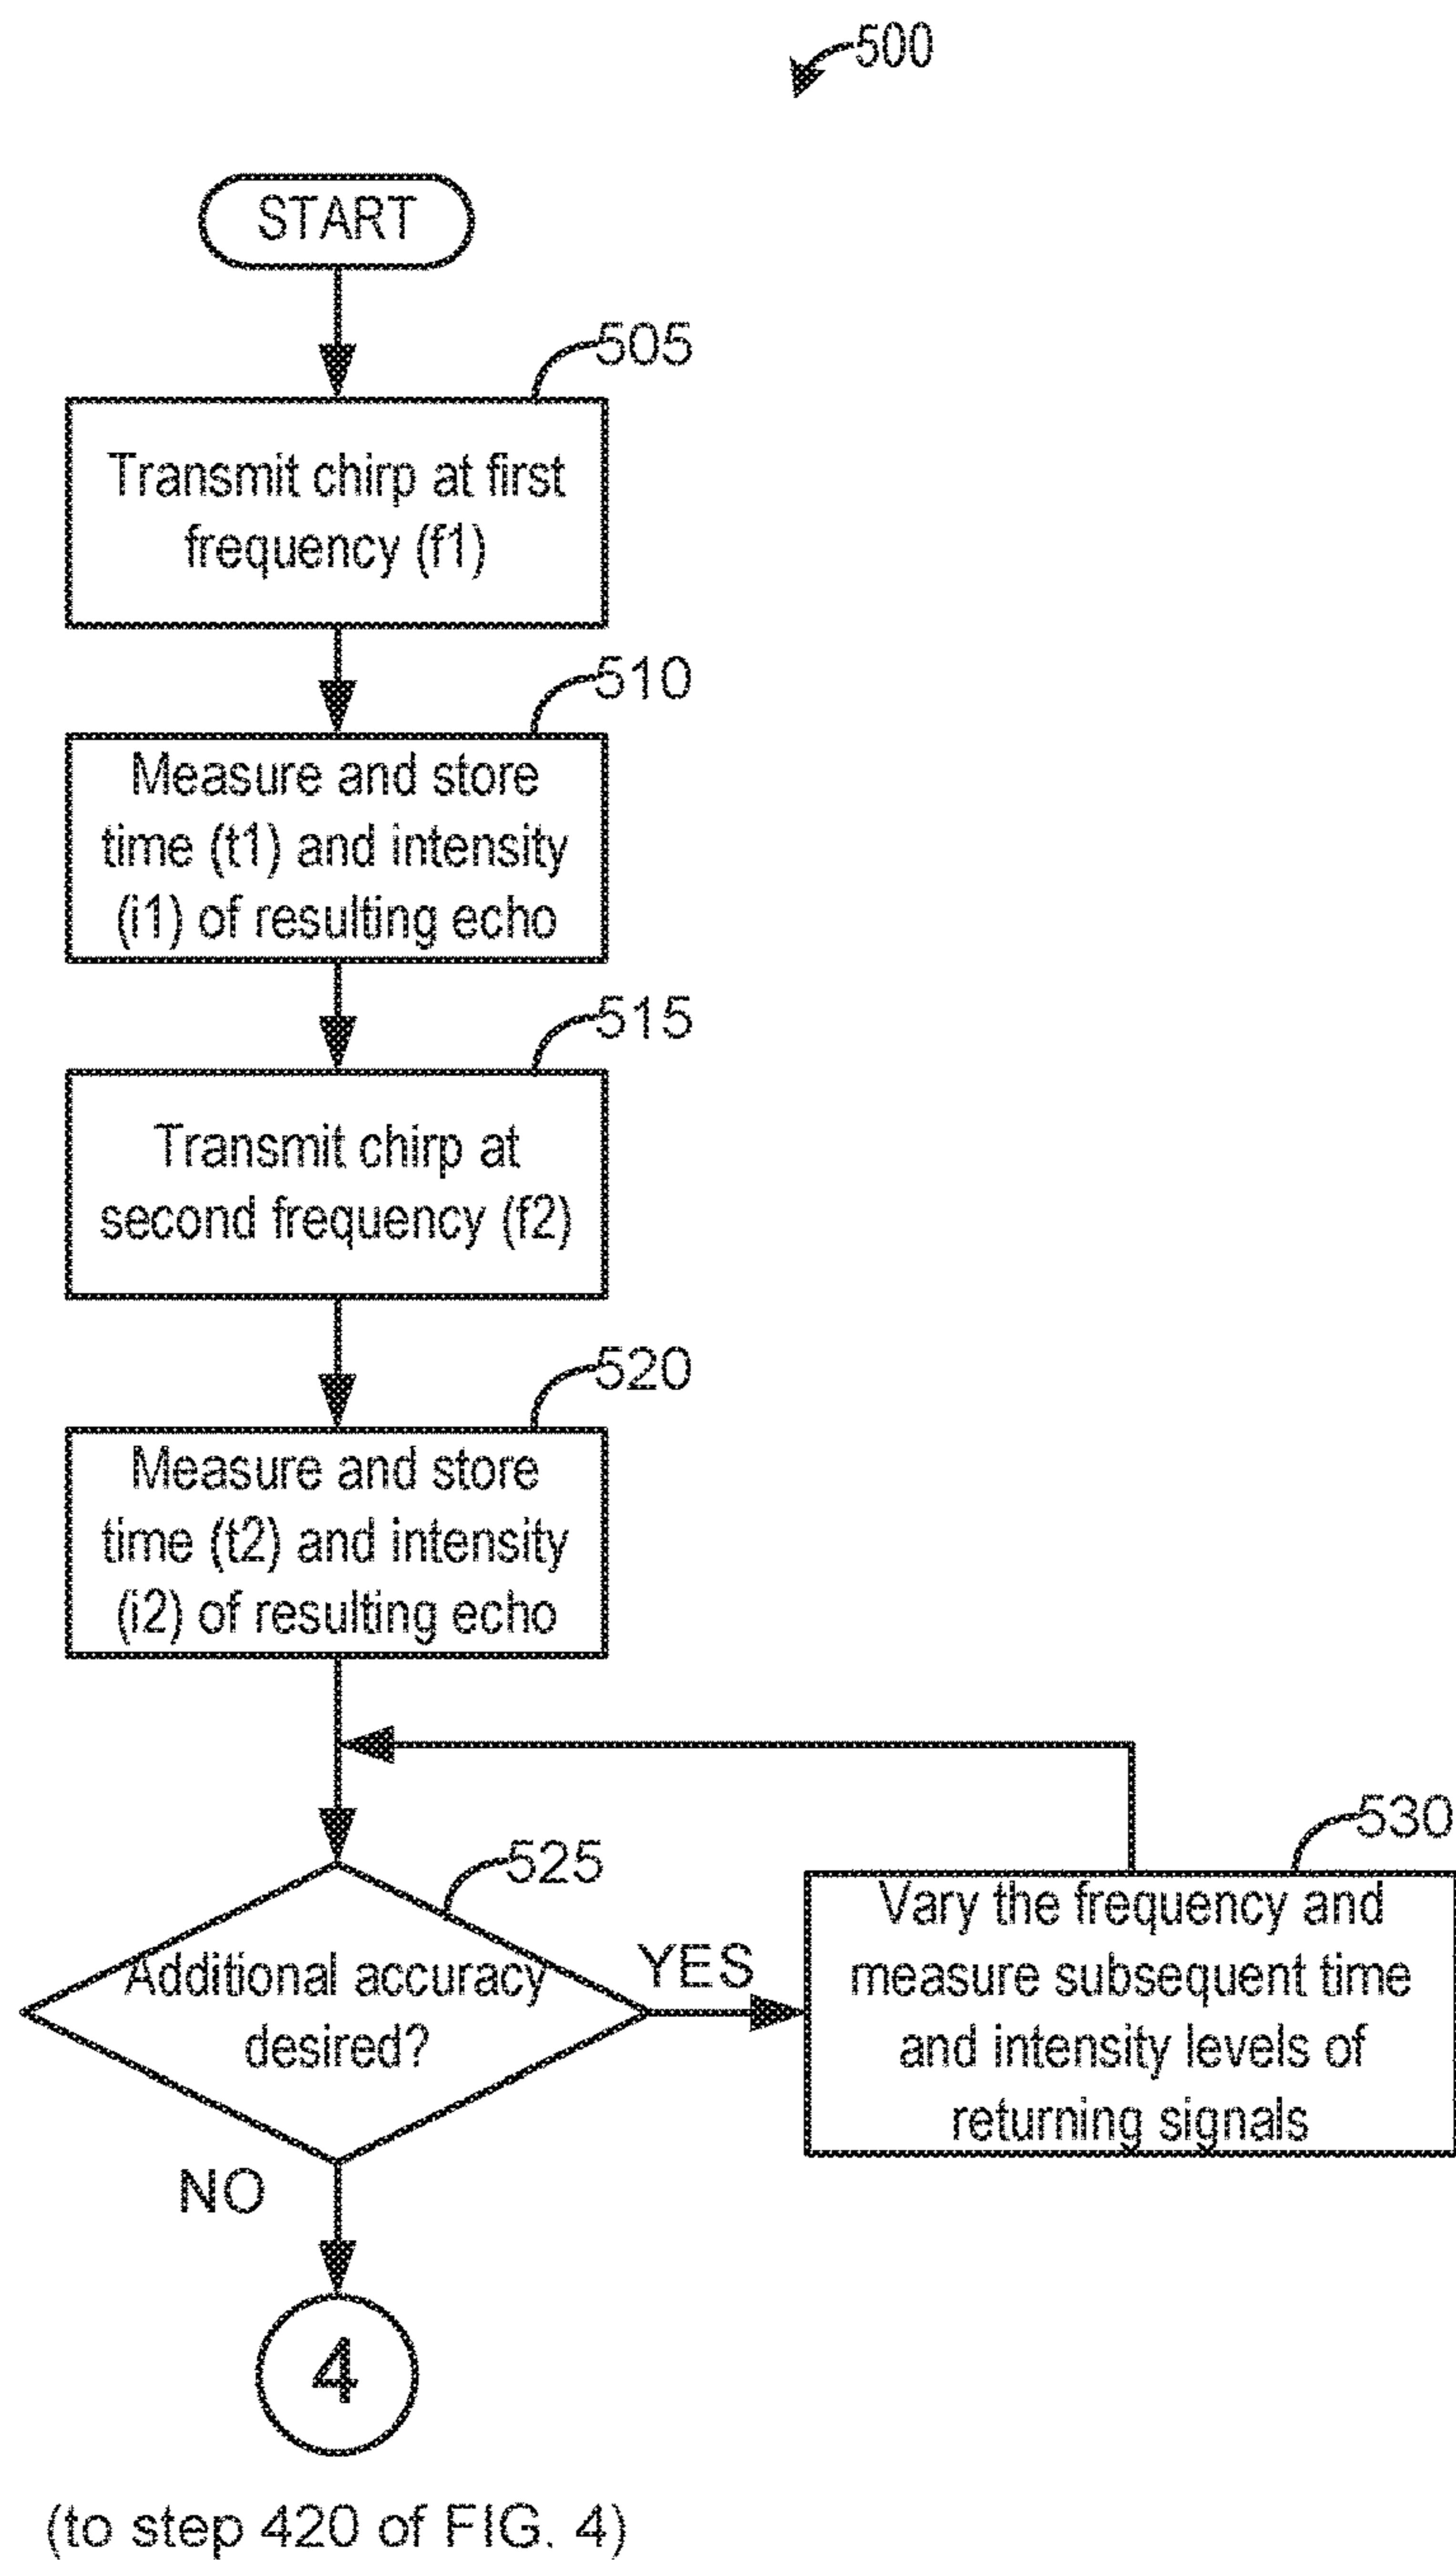 500
START
505
Transmit chirp at first
frequency (f1)
510
Measure and store
time (t1) and intensity
(i1) of resulting echo
515
Transmit chirp at
second frequency (f2)
520
Measure and store
time (t2) and intensity
(i2) of resulting echo
525
Additional accuracy
desired?
YES
530
Vary the frequency and
measure subsequent time
and intensity levels of
returning signals
NO
4
(to step 420 of FIG. 4)